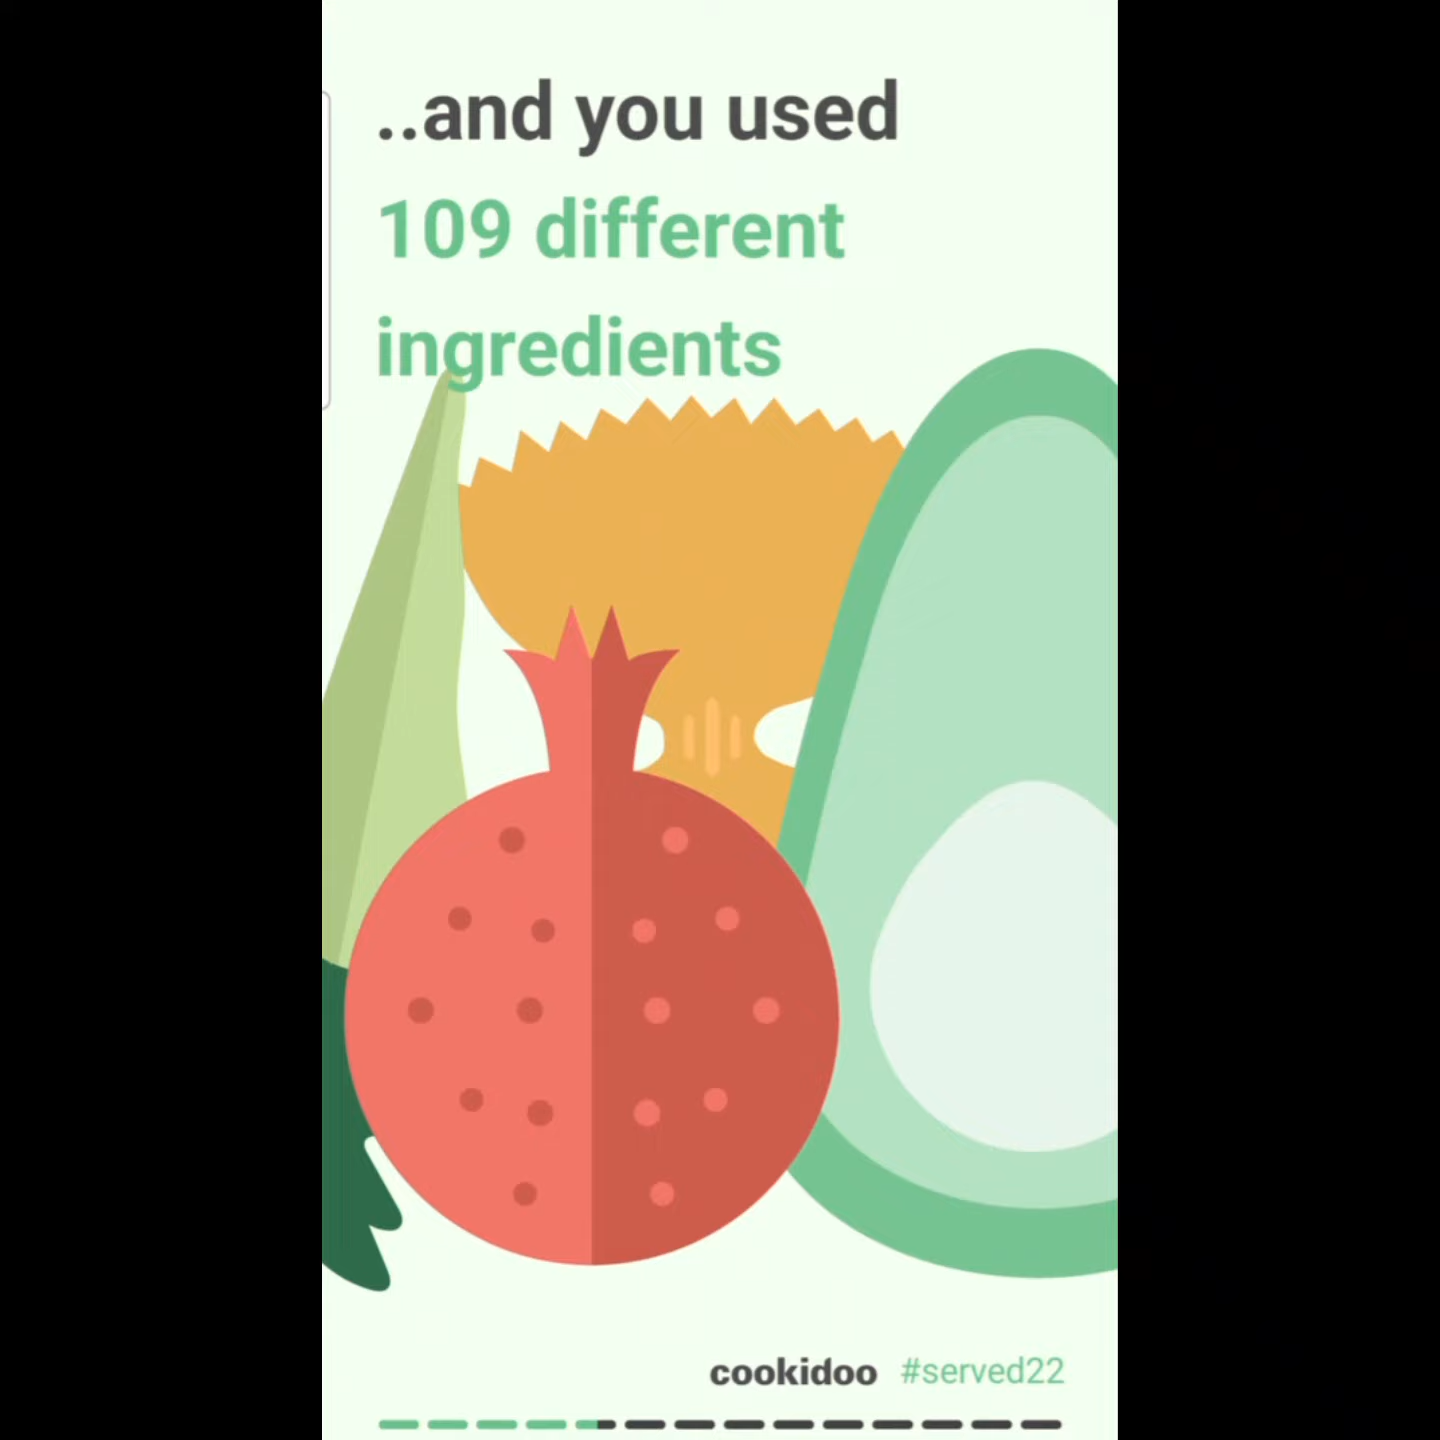 ..and you used
109 different
ingredients
cookidoo #served22